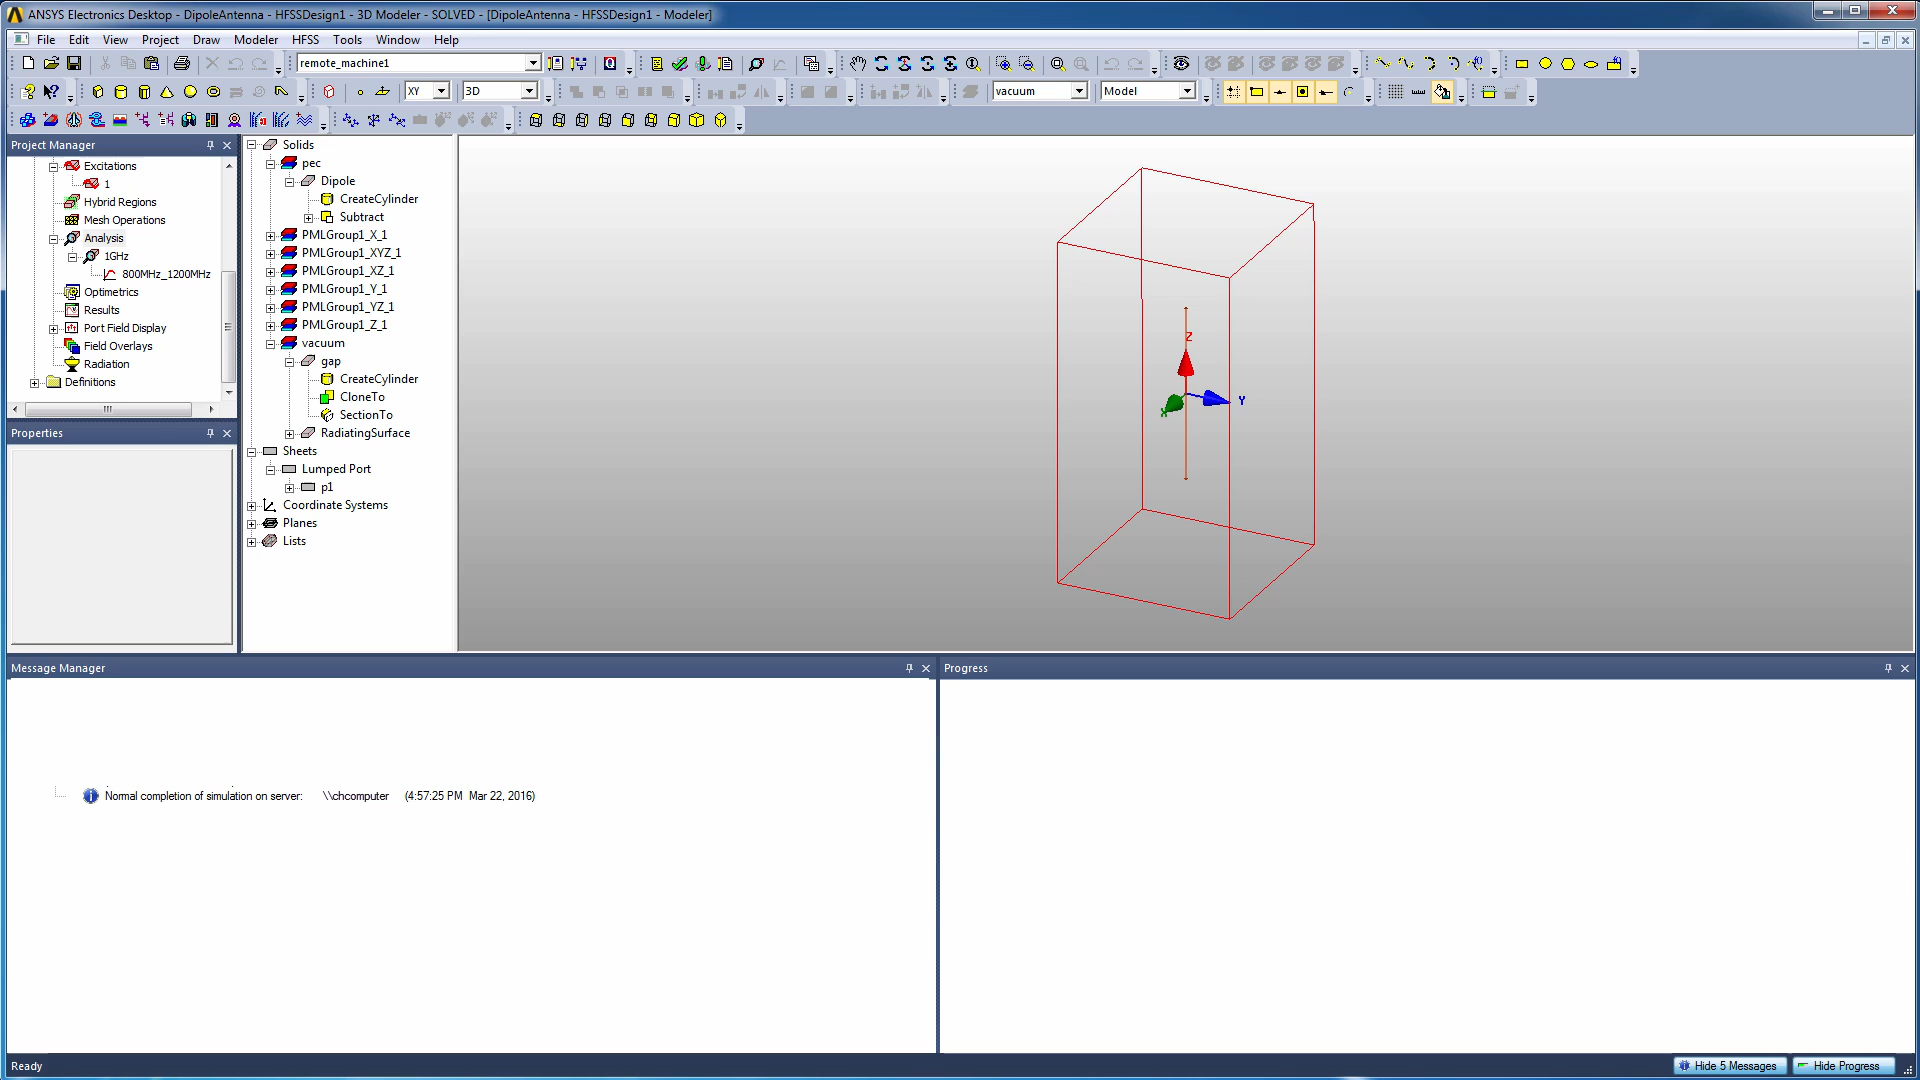 ANSYS Electronics Desktop - DipoleAntenna - HFSSDesign1 - 3D Modeler - SOLVED - [DipoleAntenna - HFSSDesign1 - Modeler]
File Edit View Project Draw Modeler HFSS Tools Window Help
remote_machine1
XY 3D vacuum Model
Project Manager
Excitations
1
Hybrid Regions
Mesh Operations
Analysis
1GHz
800MHz_1200MHz
Optimetrics
Results
Port Field Display
Field Overlays
Radiation
Definitions
Properties
Solids
pec
Dipole
CreateCylinder
Subtract
PMLGroup1_X_1
PMLGroup1_XYZ_1
PMLGroup1_XZ_1
PMLGroup1_Y_1
PMLGroup1_YZ_1
PMLGroup1_Z_1
vacuum
gap
CreateCylinder
CloneTo
SectionTo
RadiatingSurface
Sheets
Lumped Port
p1
Coordinate Systems
Planes
Lists
Z
Y
X
Message Manager
Normal completion of simulation on server: \\chcomputer (4:57:25 PM Mar 22, 2016)
Progress
Ready
Hide 5 Messages
Hide Progress